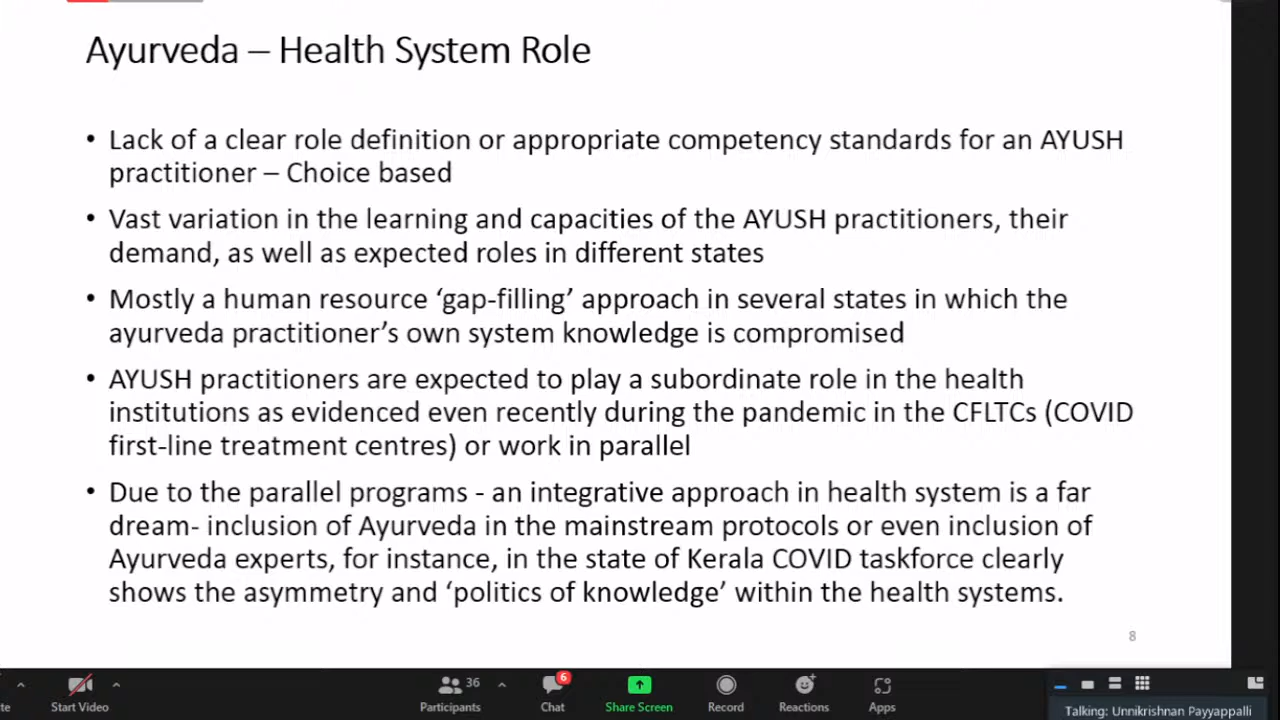 Ayurveda – Health System Role
• Lack of a clear role definition or appropriate competency standards for an AYUSH
practitioner – Choice based
• Vast variation in the learning and capacities of the AYUSH practitioners, their
demand, as well as expected roles in different states
• Mostly a human resource ‘gap-filling’ approach in several states in which the
ayurveda practitioner’s own system knowledge is compromised
• AYUSH practitioners are expected to play a subordinate role in the health
institutions as evidenced even recently during the pandemic in the CFLTCs (COVID
first-line treatment centres) or work in parallel
• Due to the parallel programs - an integrative approach in health system is a far
dream- inclusion of Ayurveda in the mainstream protocols or even inclusion of
Ayurveda experts, for instance, in the state of Kerala COVID taskforce clearly
shows the asymmetry and ‘politics of knowledge’ within the health systems.
8
36
6
te Start Video Participants Chat Share Screen Record Reactions Apps
Talking: Unnikrishnan Payyappalli